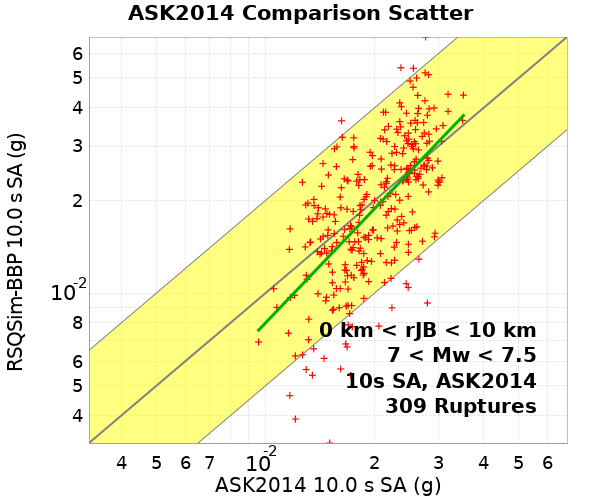 ASK2014 Comparison Scatter
RSQSim-BBP 10.0 s SA (g)
6
5
4
3
2
10-2
8
6
5
4
0 km < rJB < 10 km
7 < Mw < 7.5
10s SA, ASK2014
309 Ruptures
4 5 6 7 10-2 2 3 4 5 6
ASK2014 10.0 s SA (g)